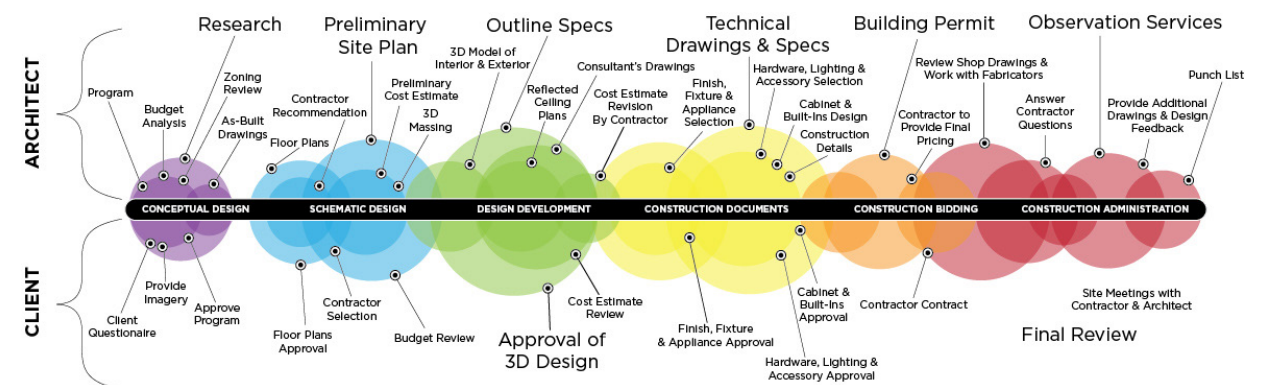 ARCHITECT
Research
Preliminary
Site Plan
Outline Specs
Technical
Drawings & Specs
Building Permit
Observation Services
Program
Budget
Analysis
Zoning
Review
As-Built
Drawings
Floor Plans
Contractor
Recommendation
Preliminary
Cost Estimate
3D
Massing
3D Model of
Interior & Exterior
Reflected
Ceiling
Plans
Consultant's Drawings
Cost Estimate
Revision
By Contractor
Finish,
Fixture &
Appliance
Selection
Hardware, Lighting &
Accessory Selection
Cabinet &
Built-Ins Design
Construction
Details
Contractor to
Provide Final
Pricing
Review Shop Drawings &
Work with Fabricators
Answer
Contractor
Questions
Provide Additional
Drawings & Design
Feedback
Punch List
CONCEPTUAL DESIGN
SCHEMATIC DESIGN
DESIGN DEVELOPMENT
CONSTRUCTION DOCUMENTS
CONSTRUCTION BIDDING
CONSTRUCTION ADMINISTRATION
CLIENT
Client
Questionaire
Provide
Imagery
Approve
Program
Floor Plans
Approval
Contractor
Selection
Budget Review
Approval of
3D Design
Cost Estimate
Review
Finish, Fixture
& Appliance Approval
Hardware, Lighting &
Accessory Approval
Cabinet &
Built-Ins
Approval
Contractor Contract
Site Meetings with
Contractor & Architect
Final Review